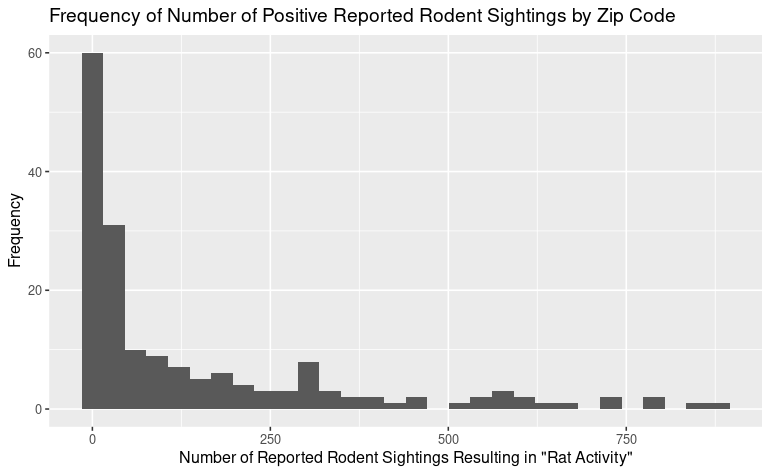 Frequency of Number of Positive Reported Rodent Sightings by Zip Code
60
40
20
0
Frequency
0 250 500 750
Number of Reported Rodent Sightings Resulting in "Rat Activity"